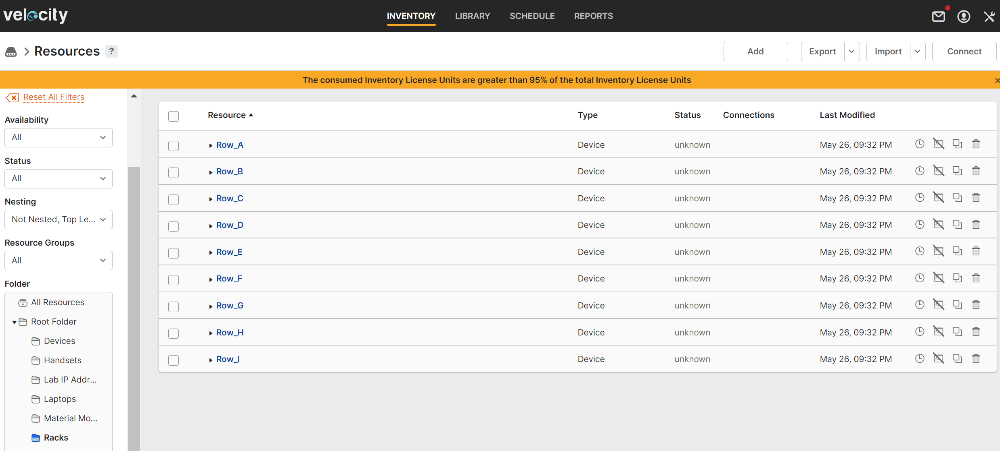 velocity
INVENTORY LIBRARY SCHEDULE REPORTS
Resources ?
Add Export Import Connect
The consumed Inventory License Units are greater than 95% of the total Inventory License Units
Reset All Filters
Availability
All
Status
All
Nesting
Not Nested, Top Le...
Resource Groups
All
Folder
All Resources
Root Folder
Devices
Handsets
Lab IP Addr...
Laptops
Material Mo...
Racks
Resource Type Status Connections Last Modified
Row_A Device unknown May 26, 09:32 PM
Row_B Device unknown May 26, 09:32 PM
Row_C Device unknown May 26, 09:32 PM
Row_D Device unknown May 26, 09:32 PM
Row_E Device unknown May 26, 09:32 PM
Row_F Device unknown May 26, 09:32 PM
Row_G Device unknown May 26, 09:32 PM
Row_H Device unknown May 26, 09:32 PM
Row_I Device unknown May 26, 09:32 PM